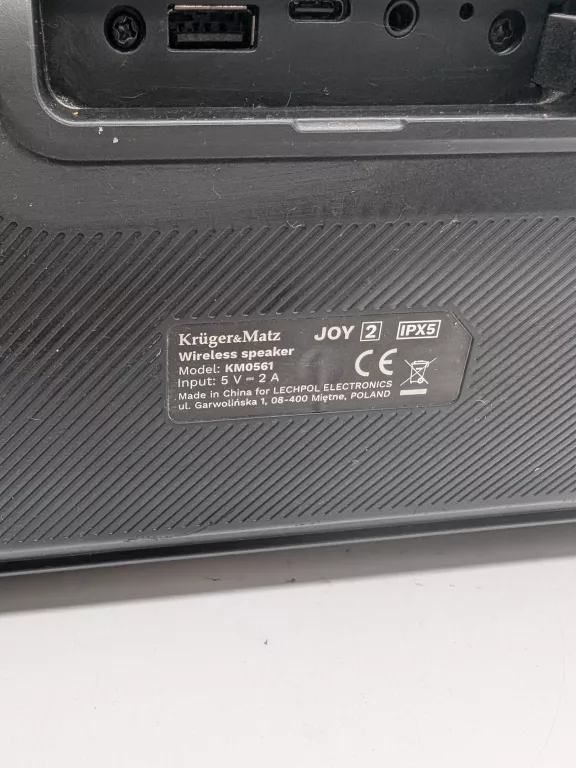 Krüger&Matz JOY 2 IPX5
Wireless speaker
Model: KM0561
Input: 5 V ⎓ 2 A
Made in China for LECHPOL ELECTRONICS
ul. Garwolińska 1, 08-400 Miętne, POLAND
CE